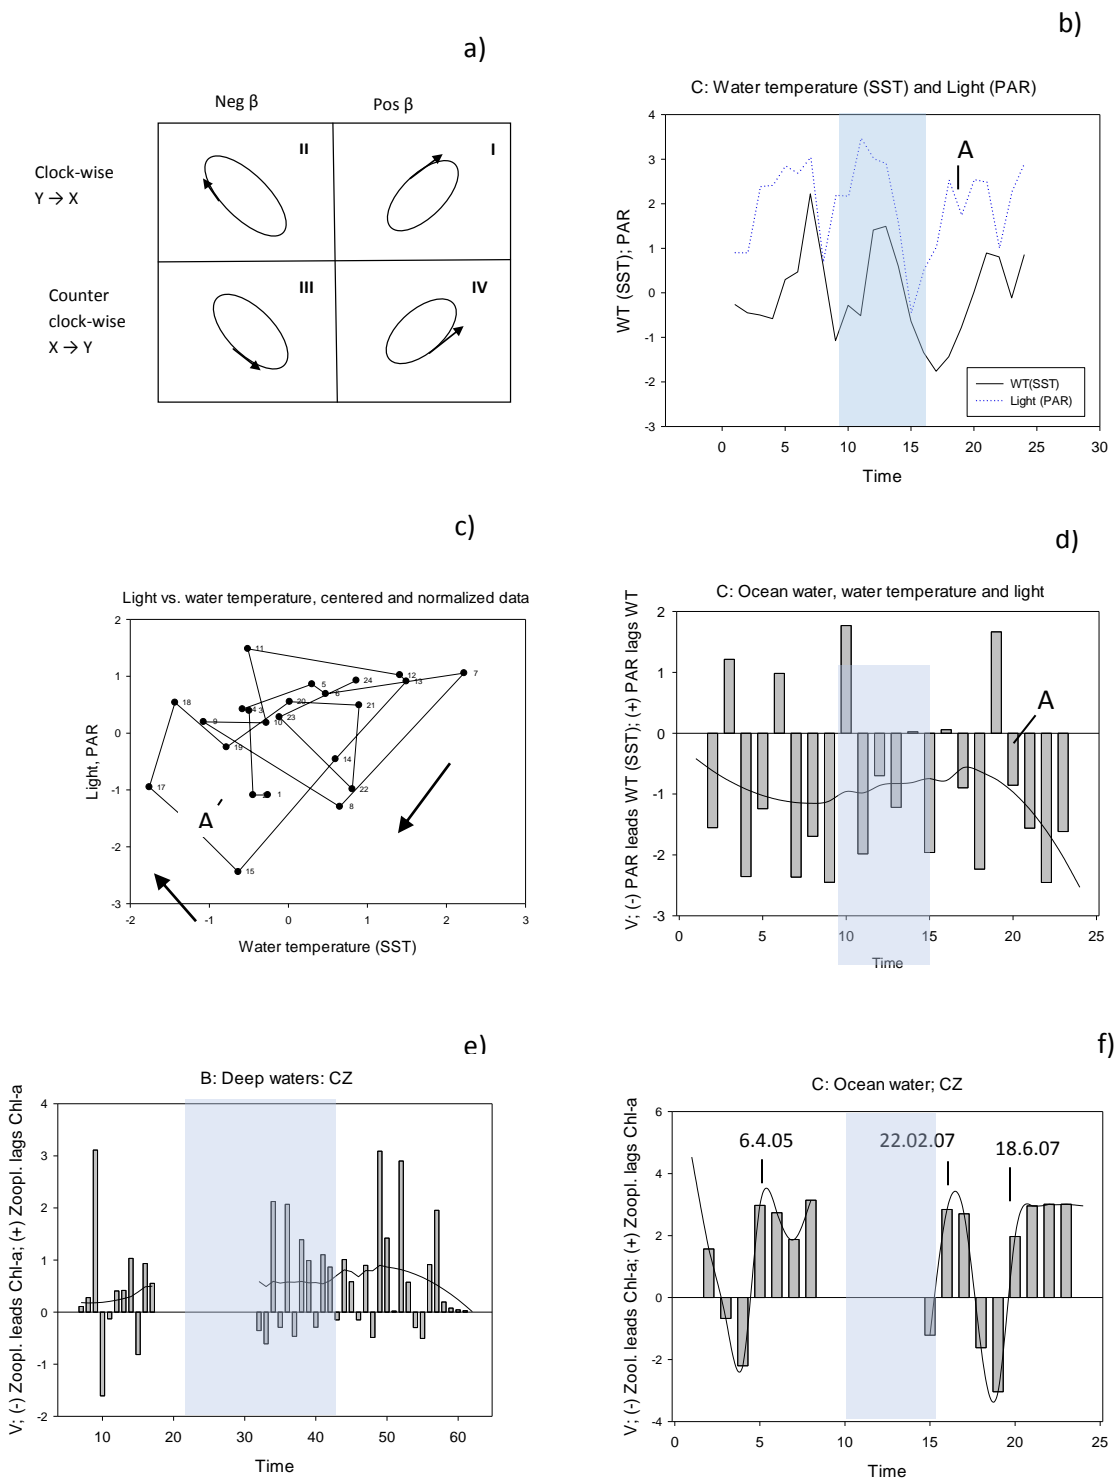 a)
Neg β
Pos β
Clock-wise
Y → X
II
I
Counter
clock-wise
X → Y
III
IV
b)
C: Water temperature (SST) and Light (PAR)
WT (SST); PAR
4
3
2
1
0
-1
-2
-3
A
WT(SST)
Light (PAR)
0
5
10
15
20
25
30
Time
c)
Light vs. water temperature, centered and normalized data
Light, PAR
2
1
0
-1
-2
-3
11
12
7
13
5
24
6
18
4
3
20
21
9
10
23
19
14
17
2
1
22
8
A ´
15
-2
-1
0
1
2
3
Water temperature (SST)
d)
C: Ocean water, water temperature and light
V; (-) PAR leads WT (SST); (+) PAR lags WT
2
1
0
-1
-2
-3
A
0
5
10
15
20
25
Time
e)
B: Deep waters: CZ
V; (-) Zoopl. leads Chl-a; (+) Zoopl. lags Chl-a
4
3
2
1
0
-1
-2
10
20
30
40
50
60
Time
f)
C: Ocean water; CZ
V; (-) Zool. leads Chl-a; (+) Zoopl. lags Chl-a
6
4
2
0
-2
-4
6.4.05
22.02.07
18.6.07
0
5
10
15
20
25
Time